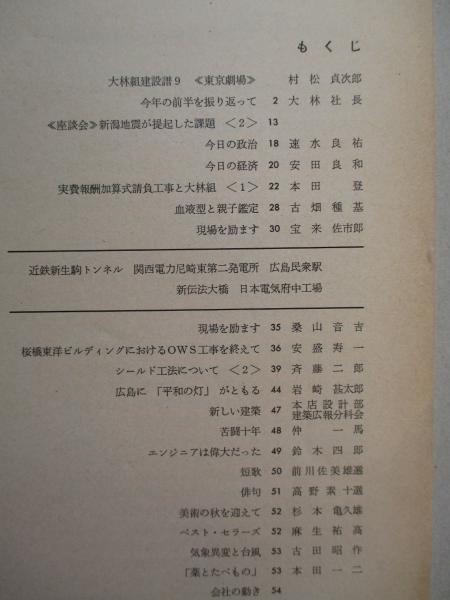 もくじ
大林組建設譜9 ≪東京劇場≫ 村松貞次郎
今年の前半を振り返って 2 大林社長
≪座談会≫新潟地震が提起した課題 ＜2＞ 13
今日の政治 18 速水良祐
今日の経済 20 安田良和
実費報酬加算式請負工事と大林組 ＜1＞ 22 本田登
血液型と親子鑑定 28 古畑種基
現場を励ます 30 宝来佐市郎
近鉄新生駒トンネル 関西電力尼崎東第二発電所 広島民衆駅
新伝法大橋 日本電気府中工場
現場を励ます 35 桑山音吉
桜橋東洋ビルディングにおけるOWS工事を終えて 36 安盛寿一
シールド工法について ＜2＞ 39 斉藤二郎
広島に 「平和の灯」 がともる 44 岩崎甚太郎
新しい建築 47 本店設計部 建築広報分科会
苦闘十年 48 仲一馬
エンジニアは偉大だった 49 鈴木四郎
短歌 50 前川佐美雄選
俳句 51 高野素十選
美術の秋を迎えて 52 杉本亀久雄
ベスト・セラーズ 52 麻生祐高
気象異変と台風 53 古田昭作
「薬とたべもの」 53 本田一二
会社の動き 54